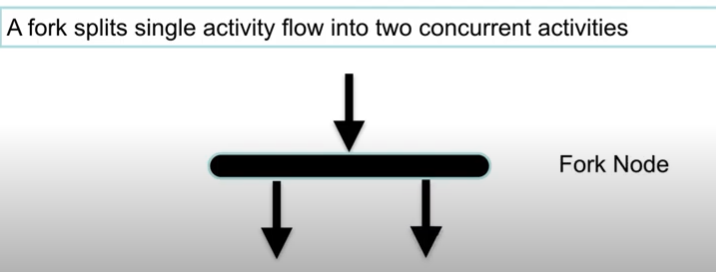 A fork splits single activity flow into two concurrent activities
Fork Node